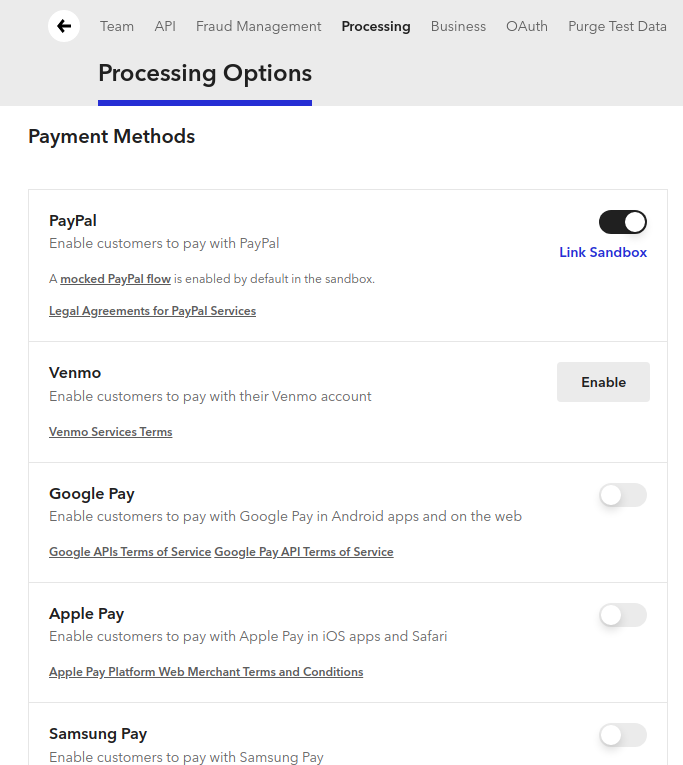 Team API Fraud Management Processing Business OAuth Purge Test Data
Processing Options
Payment Methods
PayPal
Enable customers to pay with PayPal
Link Sandbox
A mocked PayPal flow is enabled by default in the sandbox.
Legal Agreements for PayPal Services
Venmo
Enable customers to pay with their Venmo account
Enable
Venmo Services Terms
Google Pay
Enable customers to pay with Google Pay in Android apps and on the web
Google APIs Terms of Service Google Pay API Terms of Service
Apple Pay
Enable customers to pay with Apple Pay in iOS apps and Safari
Apple Pay Platform Web Merchant Terms and Conditions
Samsung Pay
Enable customers to pay with Samsung Pay